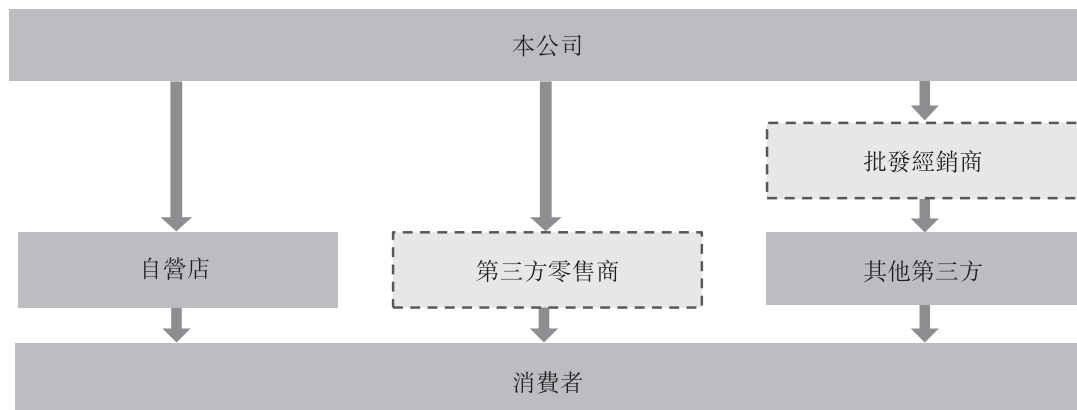 本公司
批發經銷商
自營店
第三方零售商
其他第三方
消費者